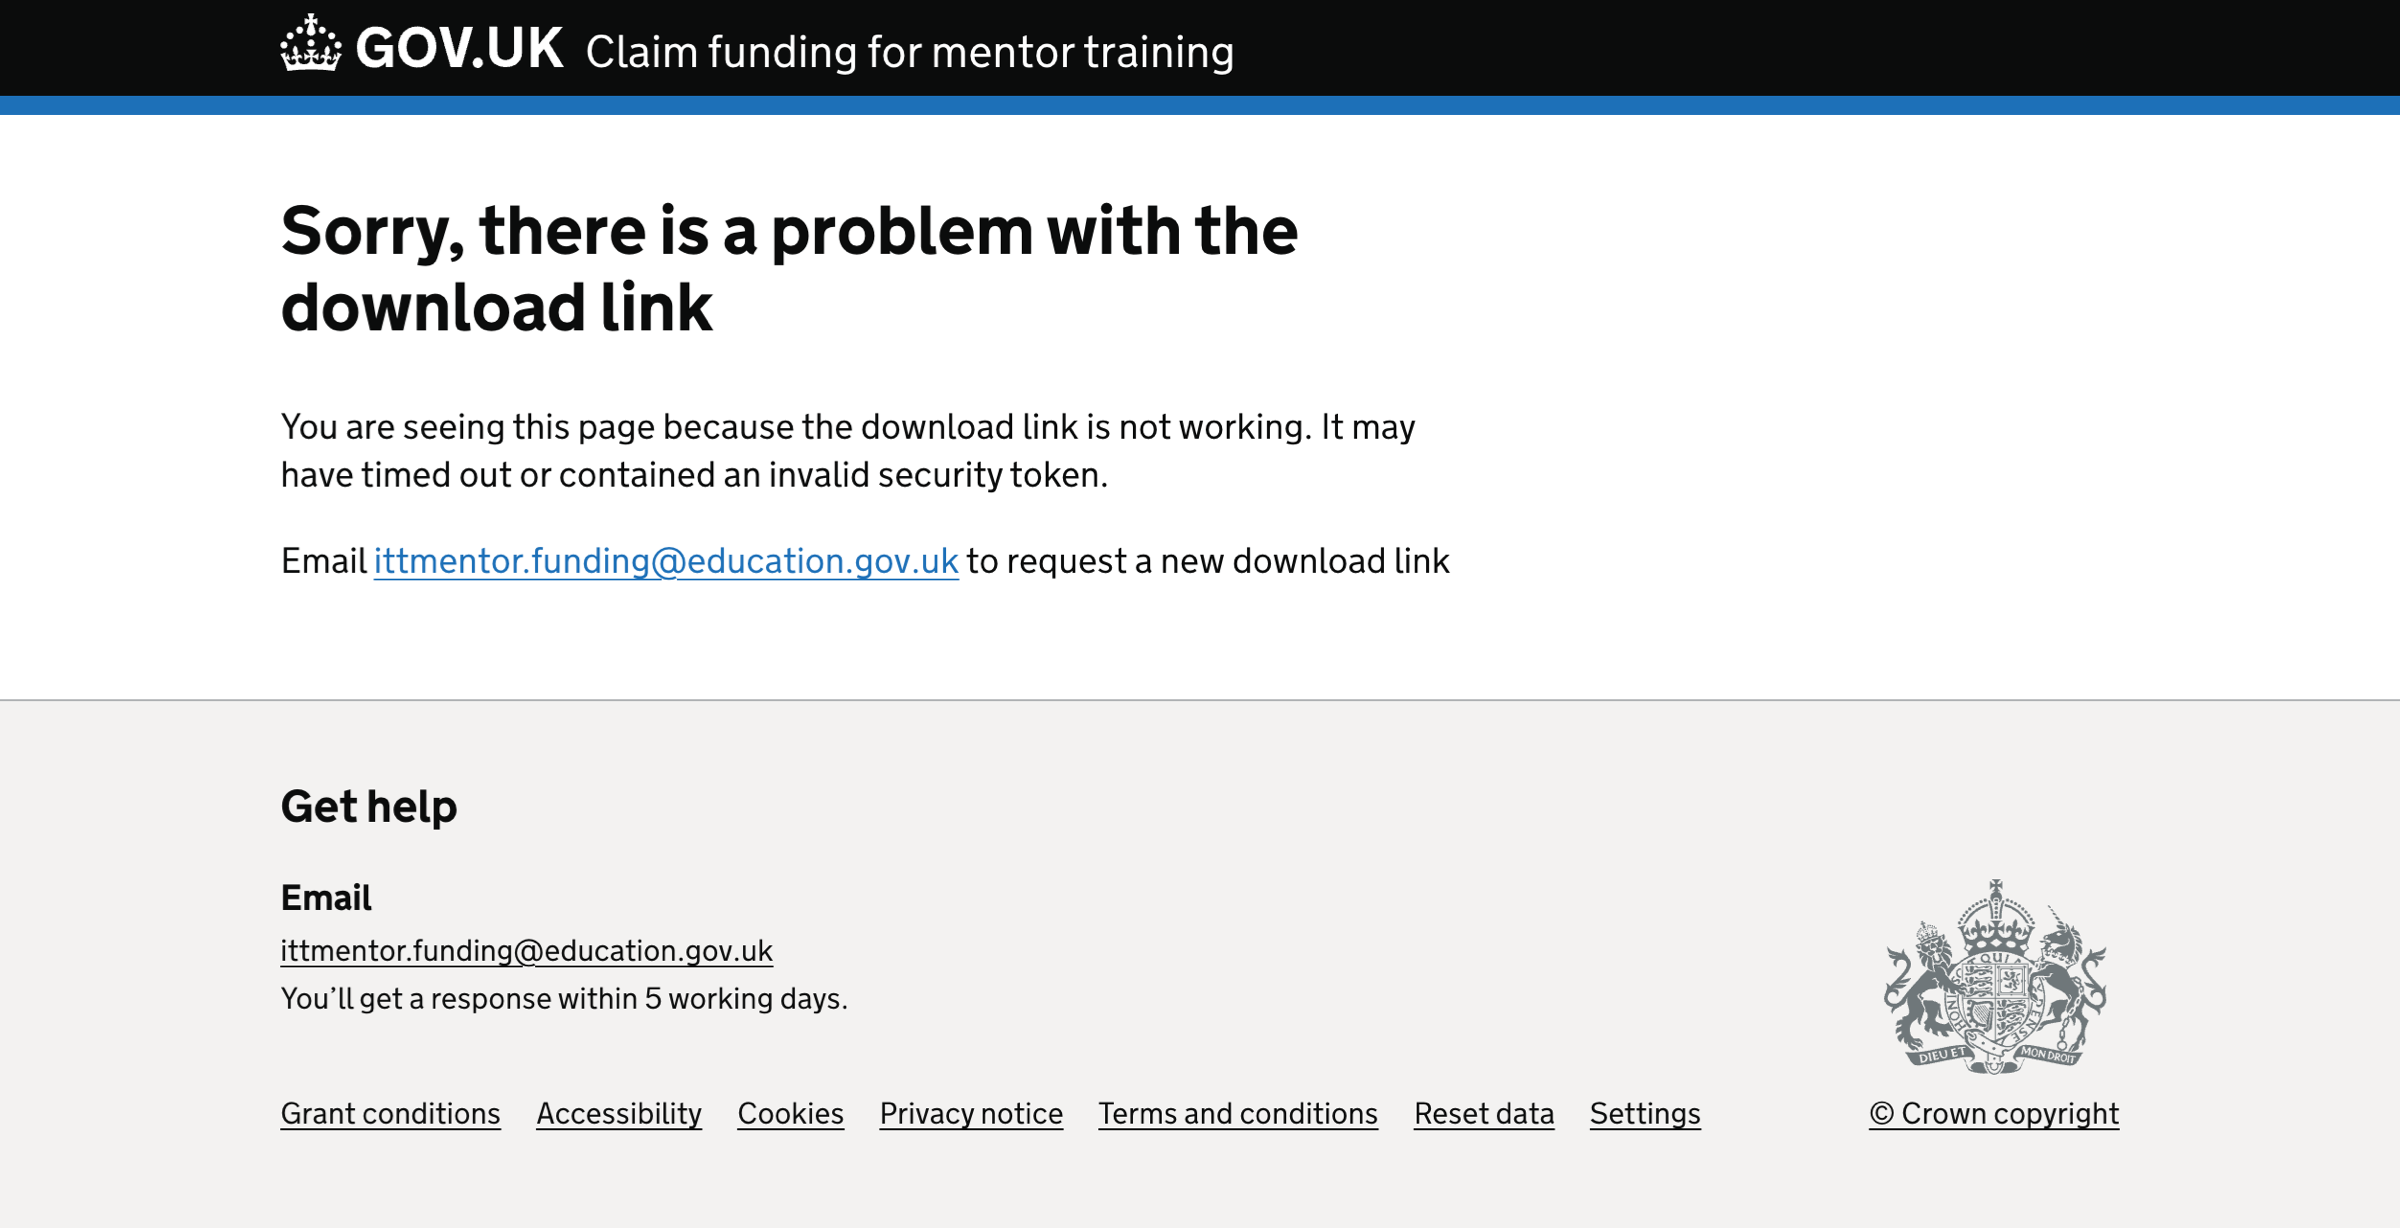 GOV.UK Claim funding for mentor training
Sorry, there is a problem with the
download link
You are seeing this page because the download link is not working. It may
have timed out or contained an invalid security token.
Email ittmentor.funding@education.gov.uk to request a new download link
Get help
Email
ittmentor.funding@education.gov.uk
You’ll get a response within 5 working days.
QUI
HONI
PENSE
DIEU ET MON DROIT
Grant conditions Accessibility Cookies Privacy notice Terms and conditions Reset data Settings © Crown copyright